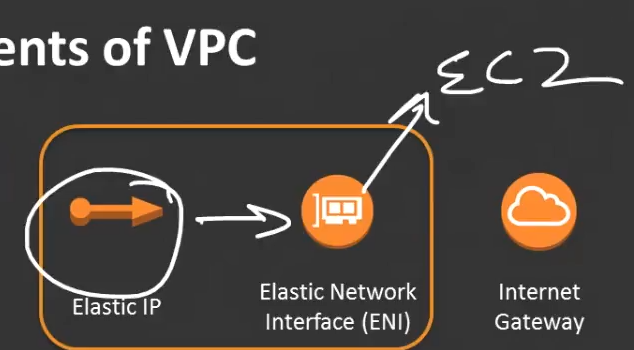 ents of VPC
EC2
Elastic IP
Elastic Network
Interface (ENI)
Internet
Gateway